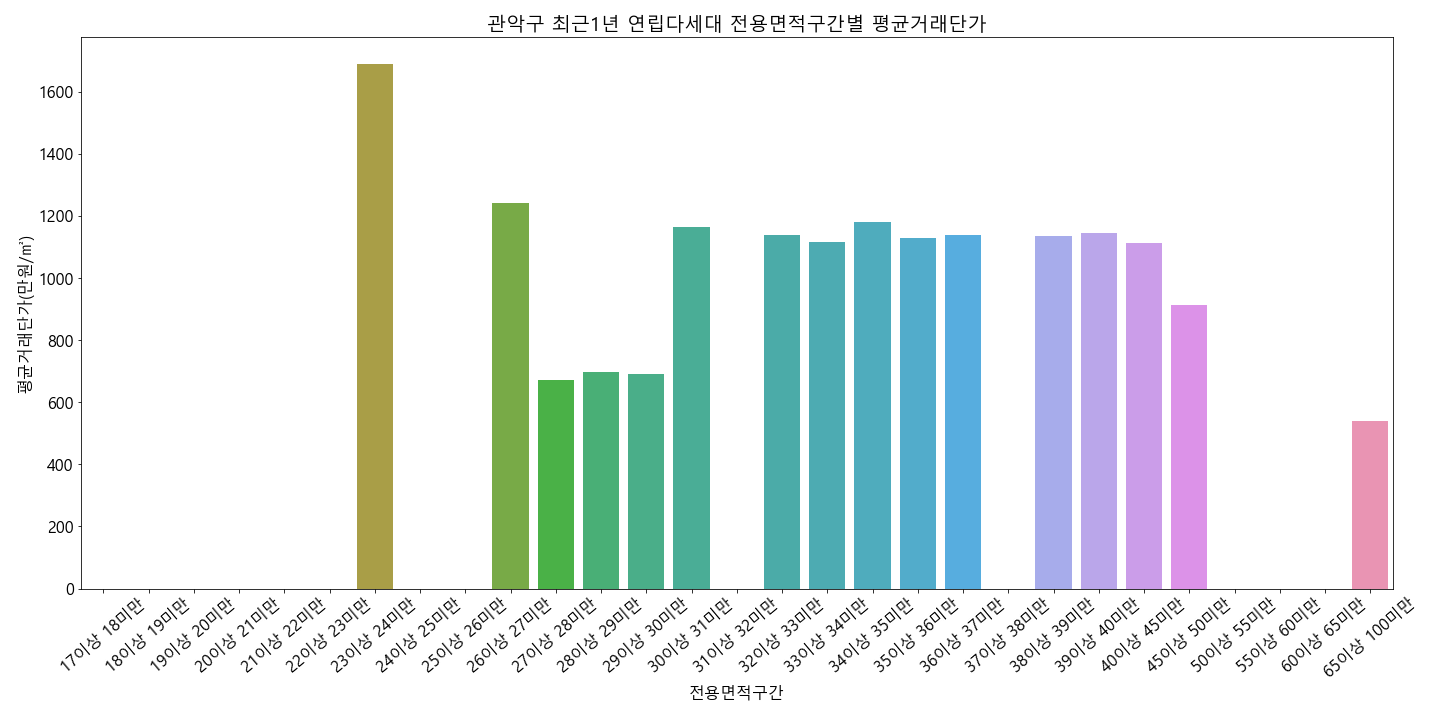 관악구 최근1년 연립다세대 전용면적구간별 평균거래단가
평균거래단가(만원/㎡)
1600
1400
1200
1000
800
600
400
200
0
17이상 18미만
18이상 19미만
19이상 20미만
20이상 21미만
21이상 22미만
22이상 23미만
23이상 24미만
24이상 25미만
25이상 26미만
26이상 27미만
27이상 28미만
28이상 29미만
29이상 30미만
30이상 31미만
31이상 32미만
32이상 33미만
33이상 34미만
34이상 35미만
35이상 36미만
36이상 37미만
37이상 38미만
38이상 39미만
39이상 40미만
40이상 45미만
45이상 50미만
50이상 55미만
55이상 60미만
60이상 65미만
65이상 100미만
전용면적구간